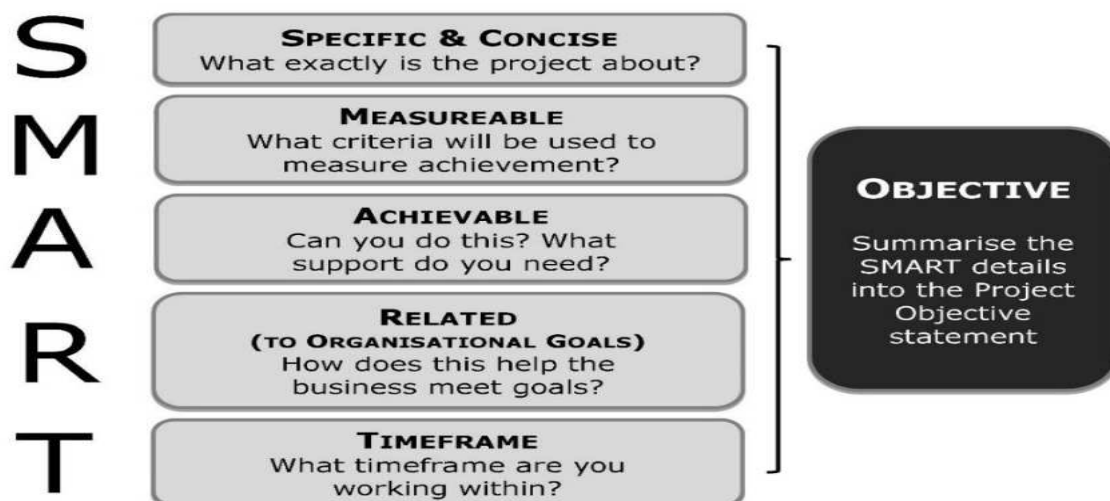 S
SPECIFIC & CONCISE
What exactly is the project about?
M
MEASUREABLE
What criteria will be used to
measure achievement?
A
ACHIEVABLE
Can you do this? What
support do you need?
R
RELATED
(TO ORGANISATIONAL GOALS)
How does this help the
business meet goals?
T
TIMEFRAME
What timeframe are you
working within?
OBJECTIVE
Summarise the
SMART details
into the Project
Objective
statement